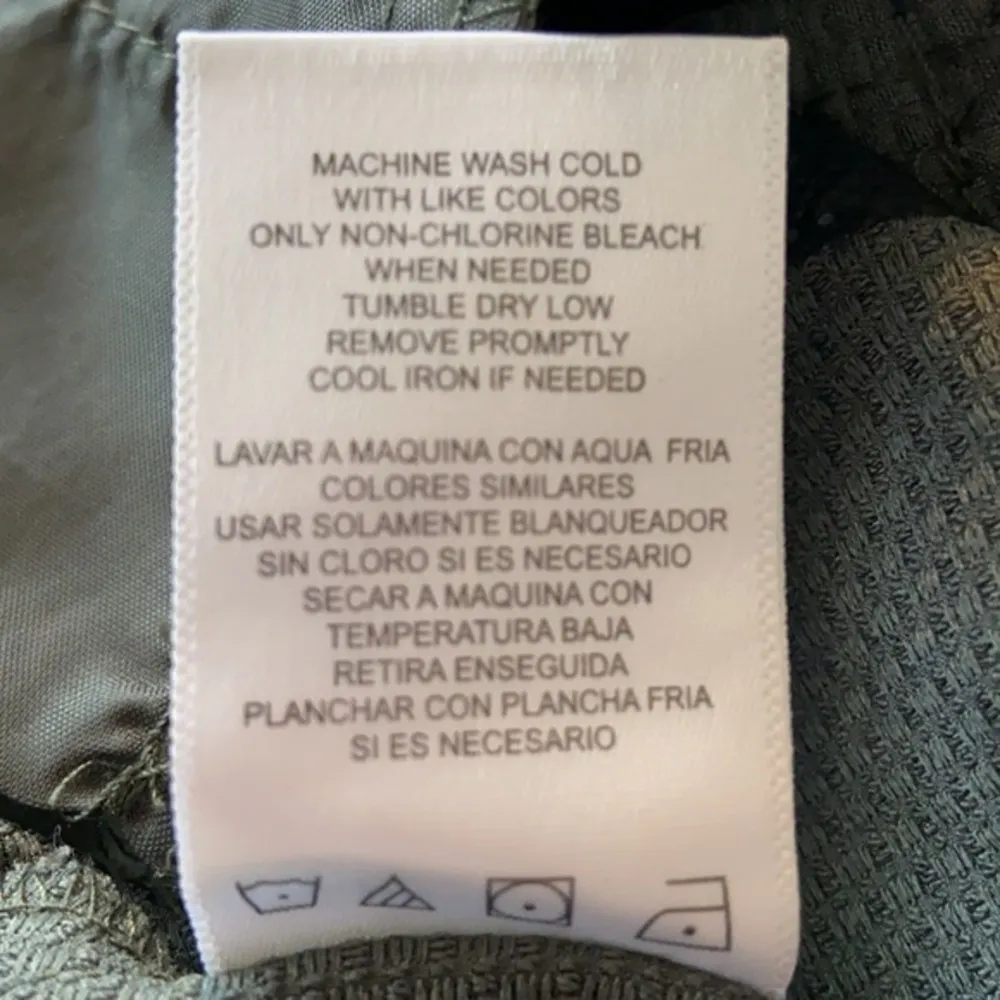 MACHINE WASH COLD
WITH LIKE COLORS
ONLY NON-CHLORINE BLEACH
WHEN NEEDED
TUMBLE DRY LOW
REMOVE PROMPTLY
COOL IRON IF NEEDED
LAVAR A MAQUINA CON AQUA FRIA
COLORES SIMILARES
USAR SOLAMENTE BLANQUEADOR
SIN CLORO SI ES NECESARIO
SECAR A MAQUINA CON
TEMPERATURA BAJA
RETIRA ENSEGUIDA
PLANCHAR CON PLANCHA FRIA
SI ES NECESARIO